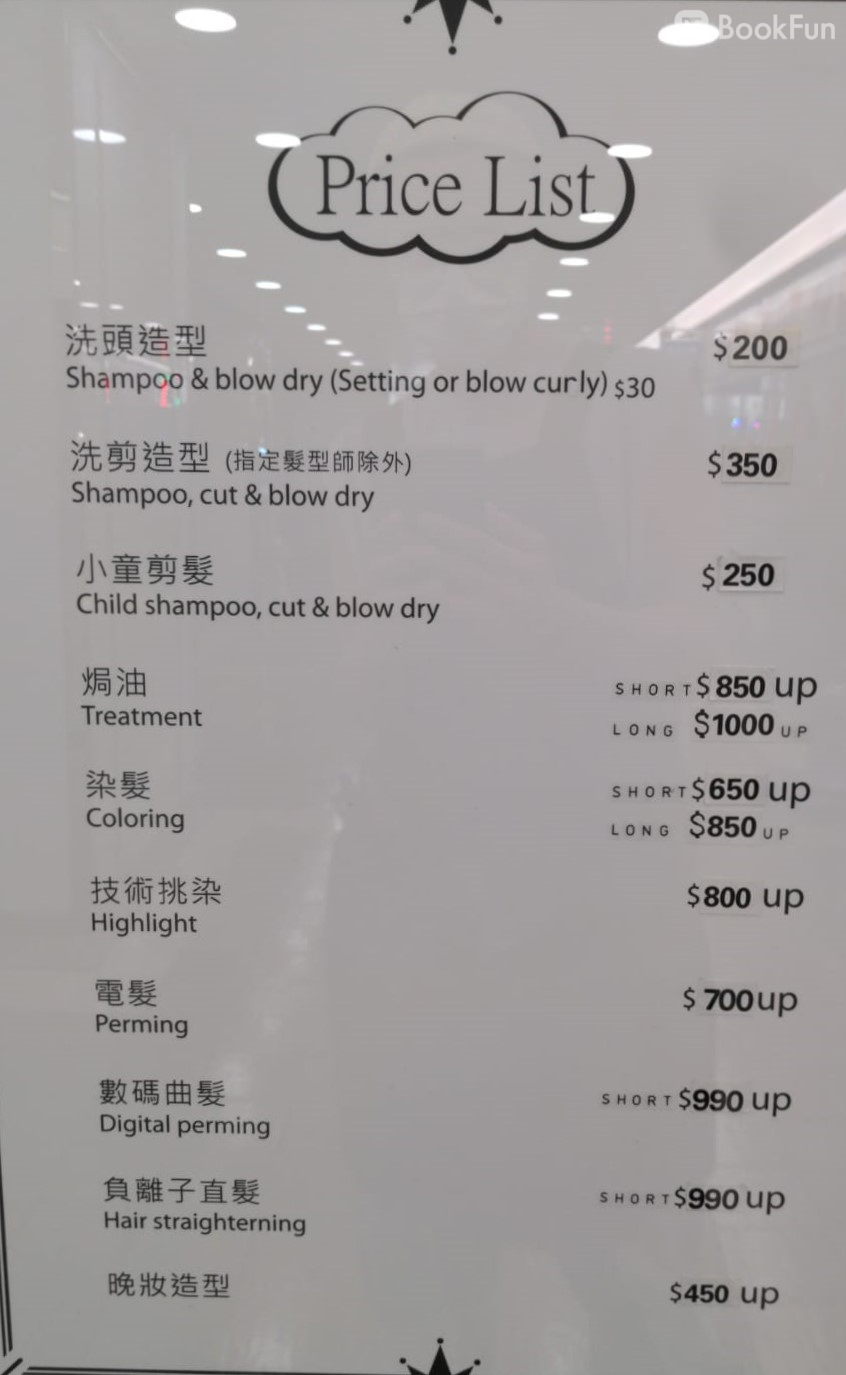 BookFun
Price List
洗頭造型 $200
Shampoo & blow dry (Setting or blow curly) $30
洗剪造型 (指定髮型師除外) $350
Shampoo, cut & blow dry
小童剪髮 $250
Child shampoo, cut & blow dry
焗油 SHORT $850 up
Treatment LONG $1000 UP
染髮 SHORT $650 up
Coloring LONG $850 UP
技術挑染 $800 up
Highlight
電髮 $700 up
Perming
數碼曲髮 SHORT $990 up
Digital perming
負離子直髮 SHORT $990 up
Hair straighterning
晚妝造型 $450 up